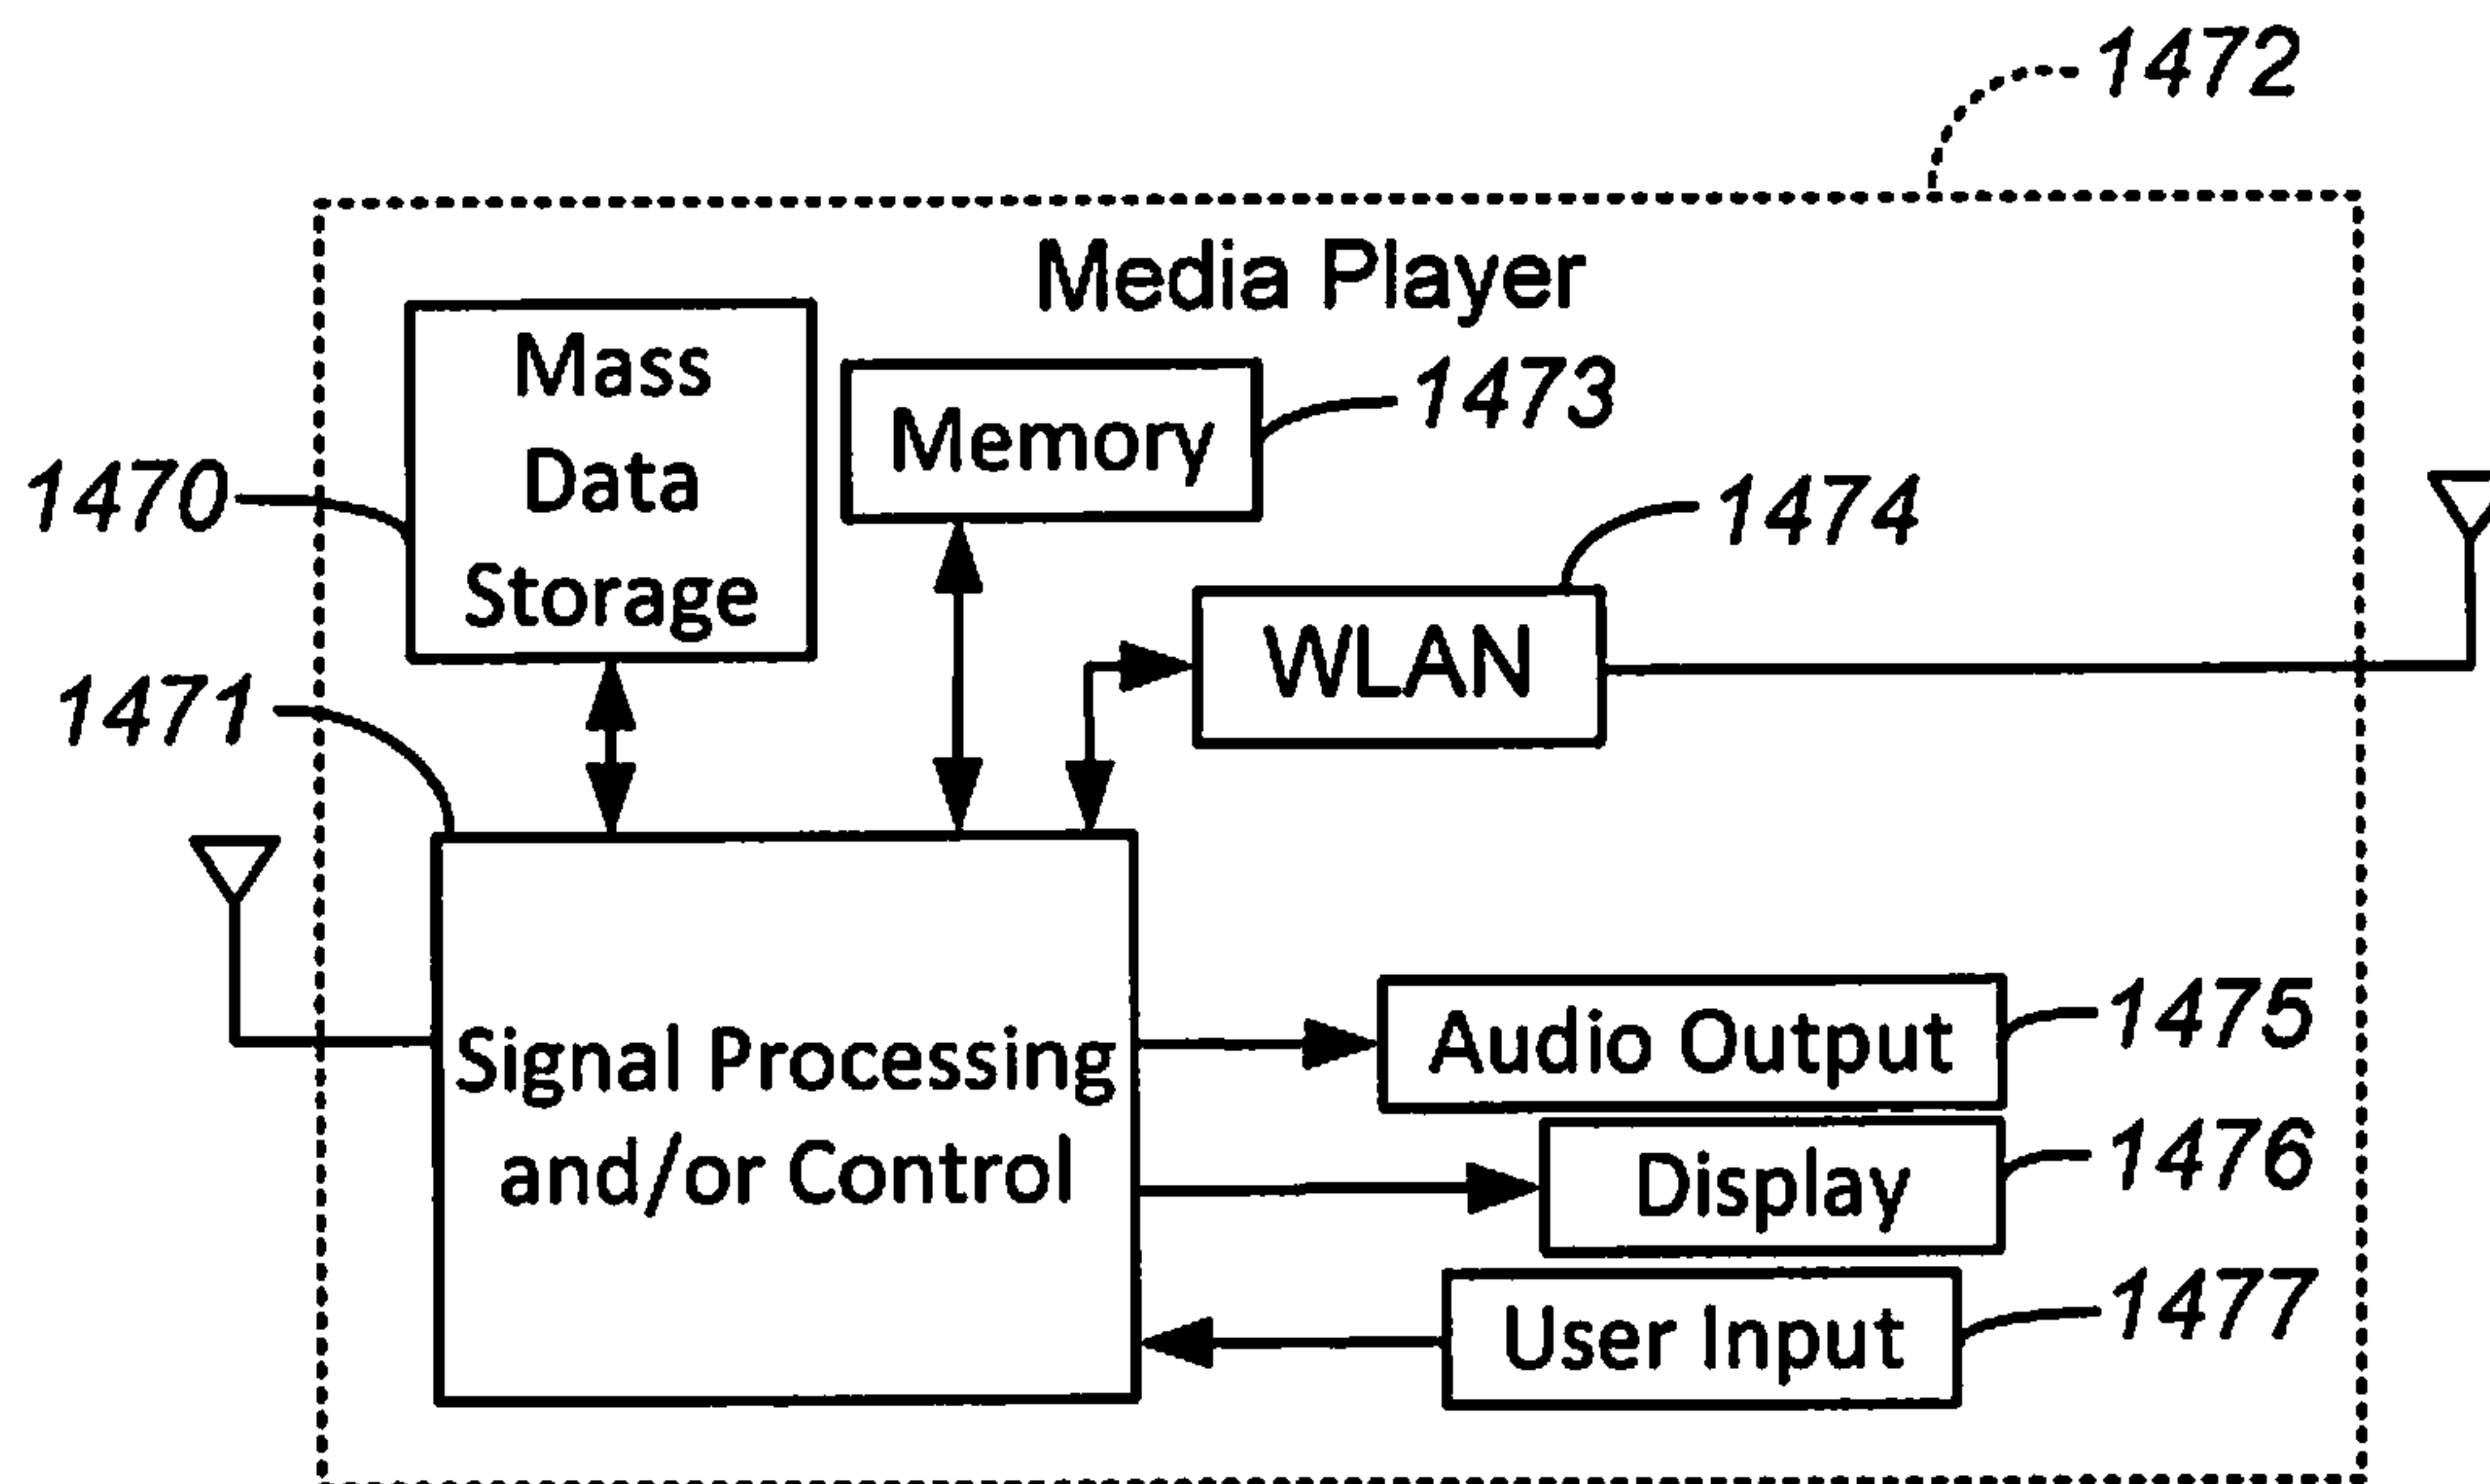 1472
Media Player
Mass
Data
Storage
Memory
1473
1470
1474
WLAN
1471
Signal Processing
and/or Control
Audio Output
1475
Display
1476
User Input
1477